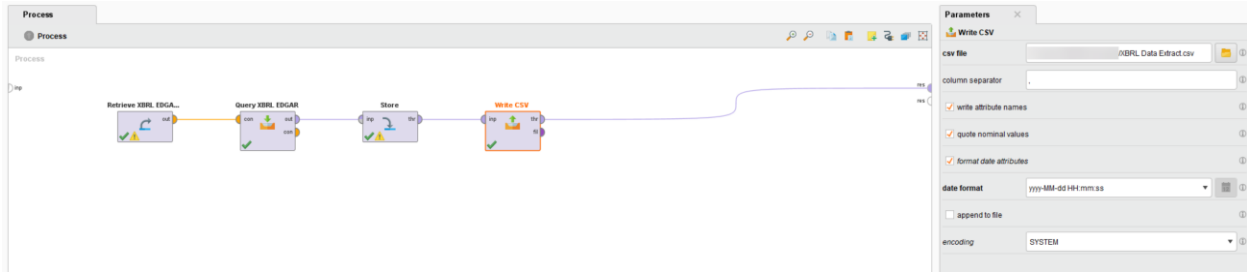 Process
Process
Process
inp
Retrieve XBRL EDGA...
out
Query XBRL EDGAR
con
out
con
Store
inp
thr
Write CSV
inp
thr
fil
res
res
Parameters
Write CSV
csv file
/XBRL Data Extract.csv
column separator
,
write attribute names
quote nominal values
format date attributes
date format
yyyy-MM-dd HH:mm:ss
append to file
encoding
SYSTEM